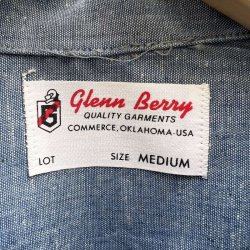 Glenn Berry
QUALITY GARMENTS
COMMERCE, OKLAHOMA-USA
LOT SIZE MEDIUM